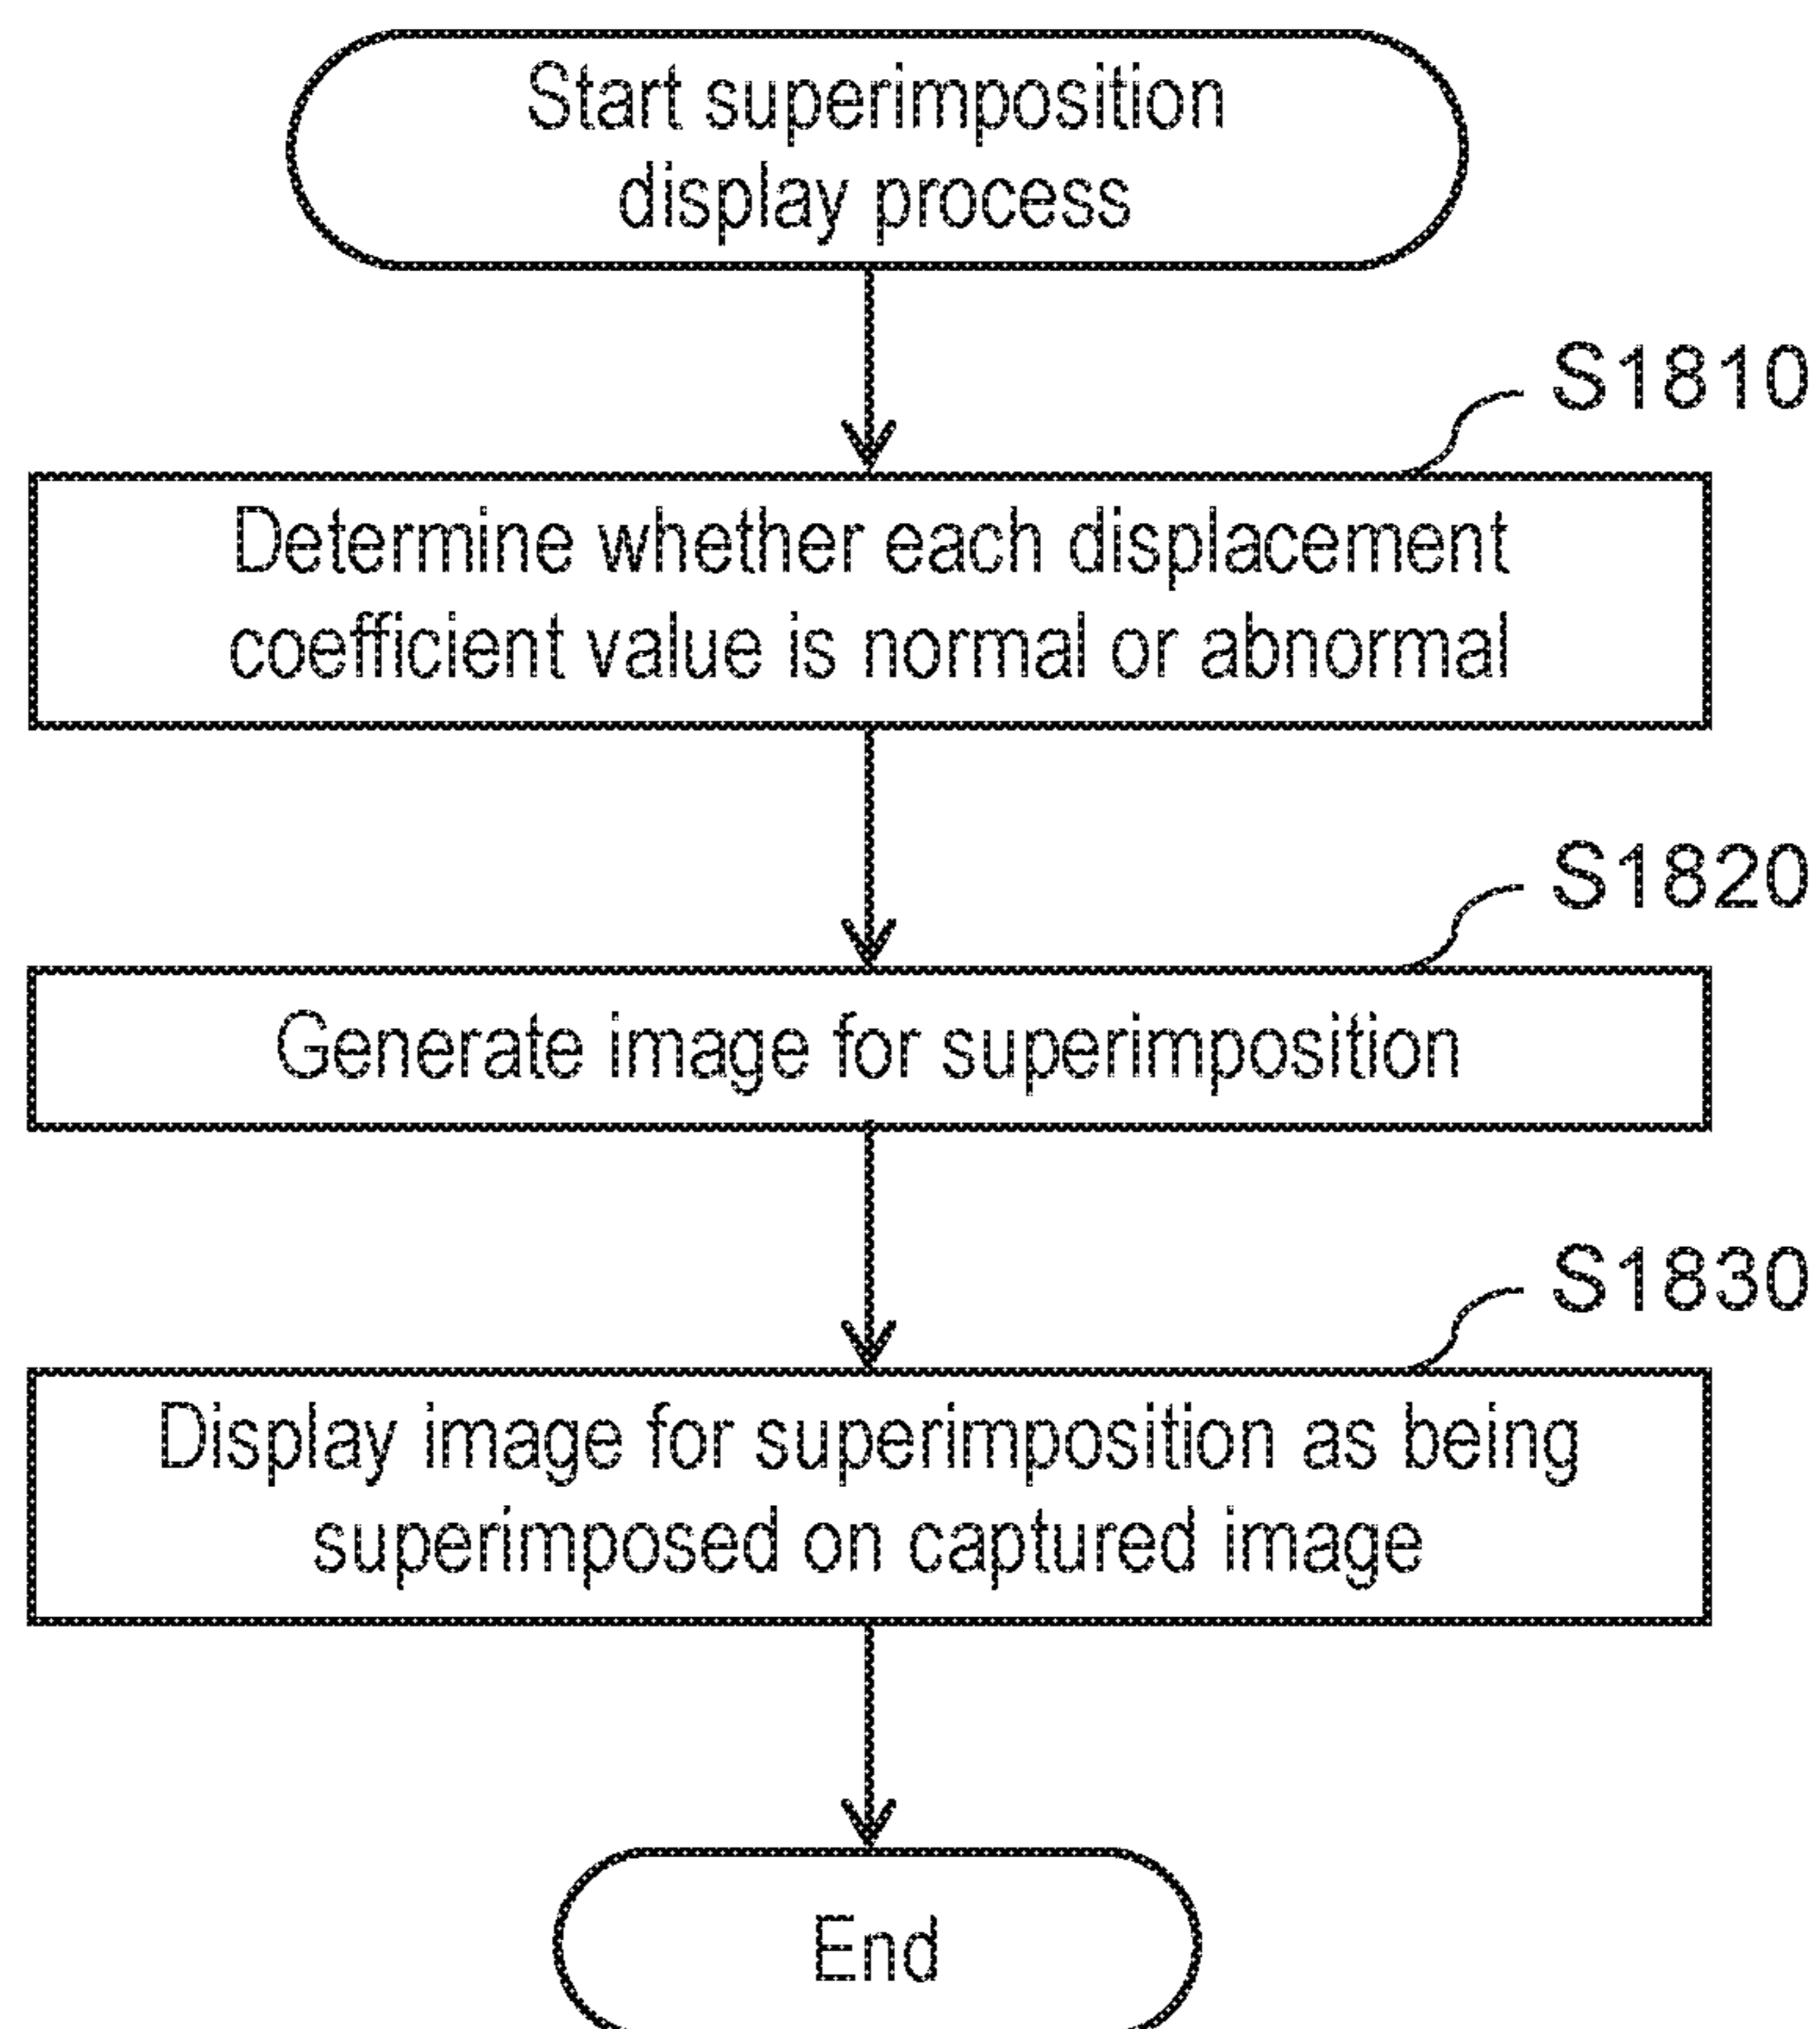 Start superimposition
display process
S1810
Determine whether each displacement
coefficient value is normal or abnormal
S1820
Generate image for superimposition
S1830
Display image for superimposition as being
superimposed on captured image
End